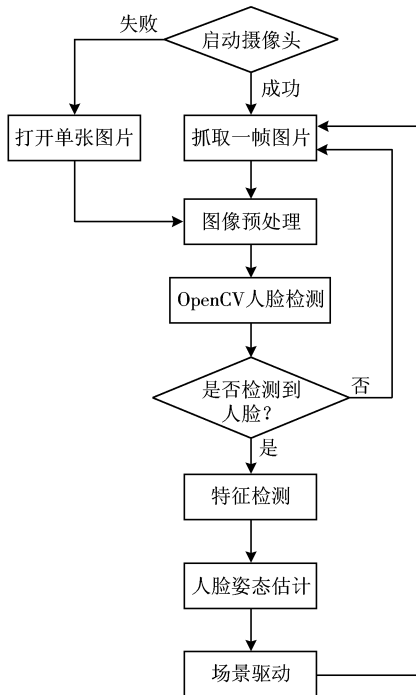 启动摄像头
失败
成功
打开单张图片
抓取一帧图片
图像预处理
OpenCV人脸检测
是否检测到
人脸?
否
是
特征检测
人脸姿态估计
场景驱动